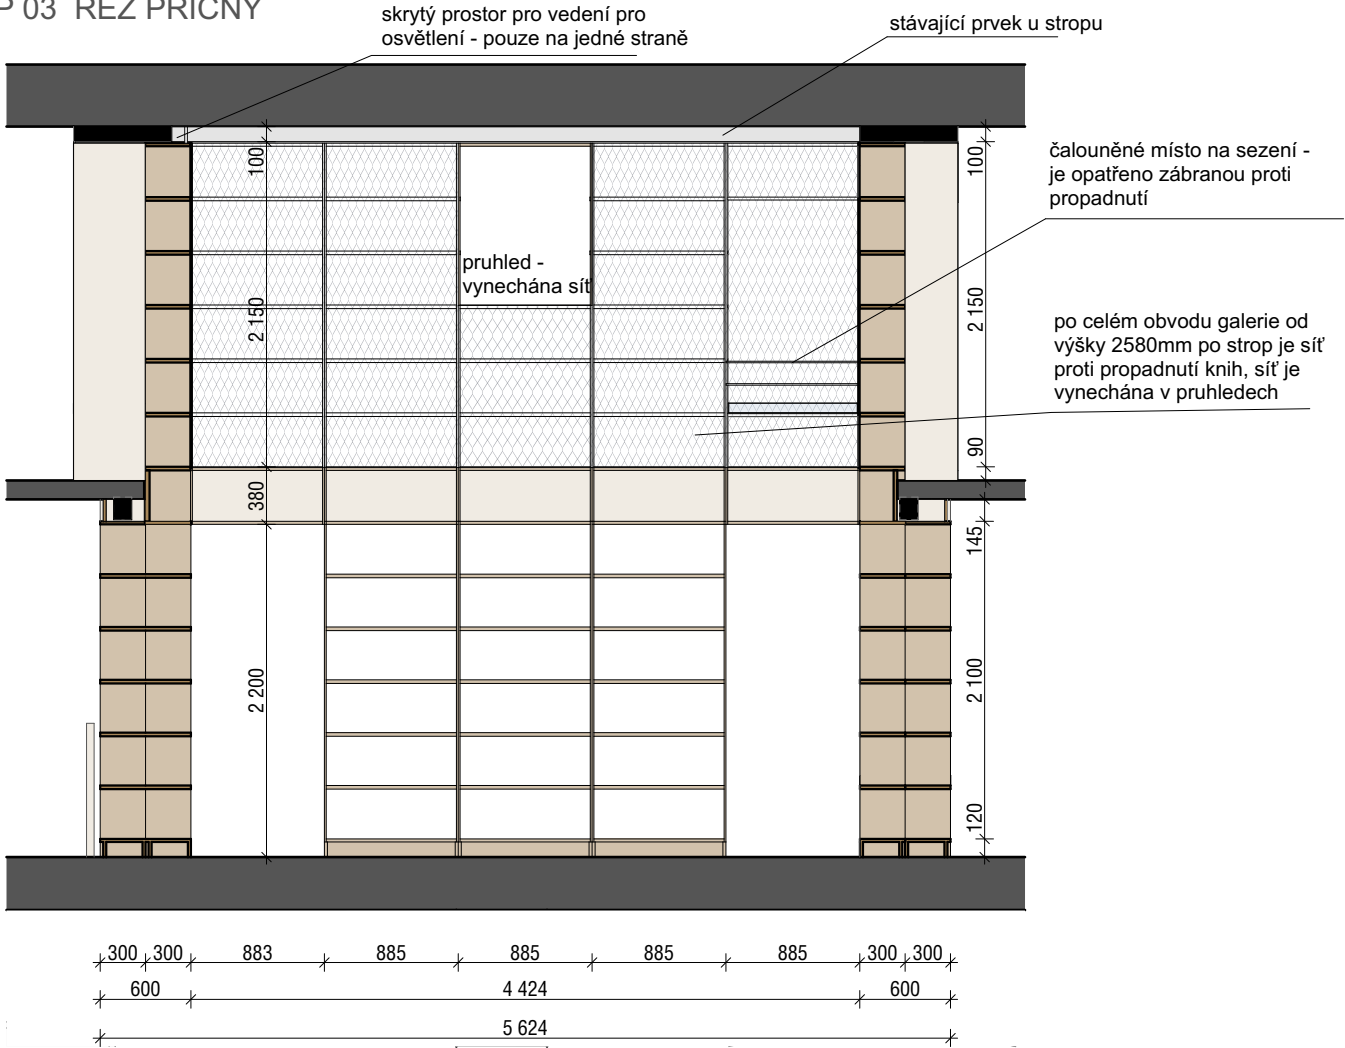 P 03  ŘEZ PŘÍČNÝ
skrytý prostor pro vedení pro
osvětlení - pouze na jedné straně
stávající prvek u stropu
čalouněné místo na sezení -
je opatřeno zábranou proti
propadnutí
pruhled -
vynechána síť
po celém obvodu galerie od
výšky 2580mm po strop je síť
proti propadnutí knih, síť je
vynechána v pruhledech
100
2 150
380
2 200
100
2 150
90
145
2 100
120
300 300 883 885 885 885 885 300 300
600 4 424 600
5 624